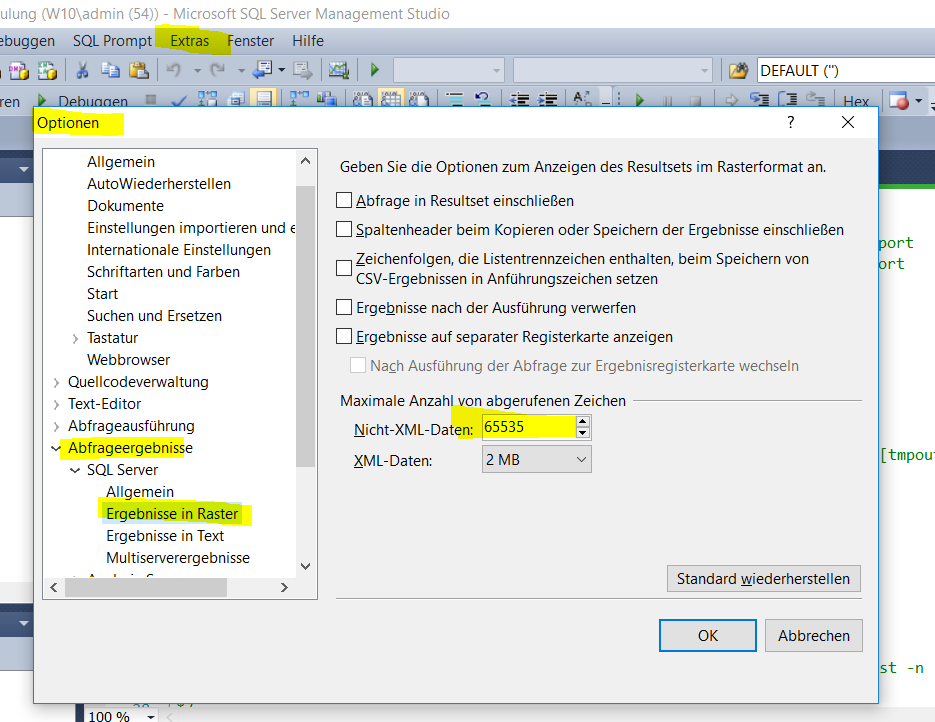 ulung (W10\admin (54)) - Microsoft SQL Server Management Studio
ebuggen SQL Prompt Extras Fenster Hilfe
DEFAULT (")
ren Debuggen Hex
Optionen ? ×
Allgemein
AutoWiederherstellen
Dokumente
Einstellungen importieren und e
Internationale Einstellungen
Schriftarten und Farben
Start
Suchen und Ersetzen
Tastatur
Webbrowser
Quellcodeverwaltung
Text-Editor
Abfrageausführung
Abfrageergebnisse
SQL Server
Allgemein
Ergebnisse in Raster
Ergebnisse in Text
Multiserverergebnisse
Geben Sie die Optionen zum Anzeigen des Resultsets im Rasterformat an.
Abfrage in Resultset einschließen
Spaltenheader beim Kopieren oder Speichern der Ergebnisse einschließen
Zeichenfolgen, die Listentrennzeichen enthalten, beim Speichern von
CSV-Ergebnissen in Anführungszeichen setzen
Ergebnisse nach der Ausführung verwerfen
Ergebnisse auf separater Registerkarte anzeigen
Nach Ausführung der Abfrage zur Ergebnisregisterkarte wechseln
Maximale Anzahl von abgerufenen Zeichen
Nicht-XML-Daten: 65535
XML-Daten: 2 MB
Standard wiederherstellen
OK Abbrechen
port
ort
[tmpou
st -n
100 %